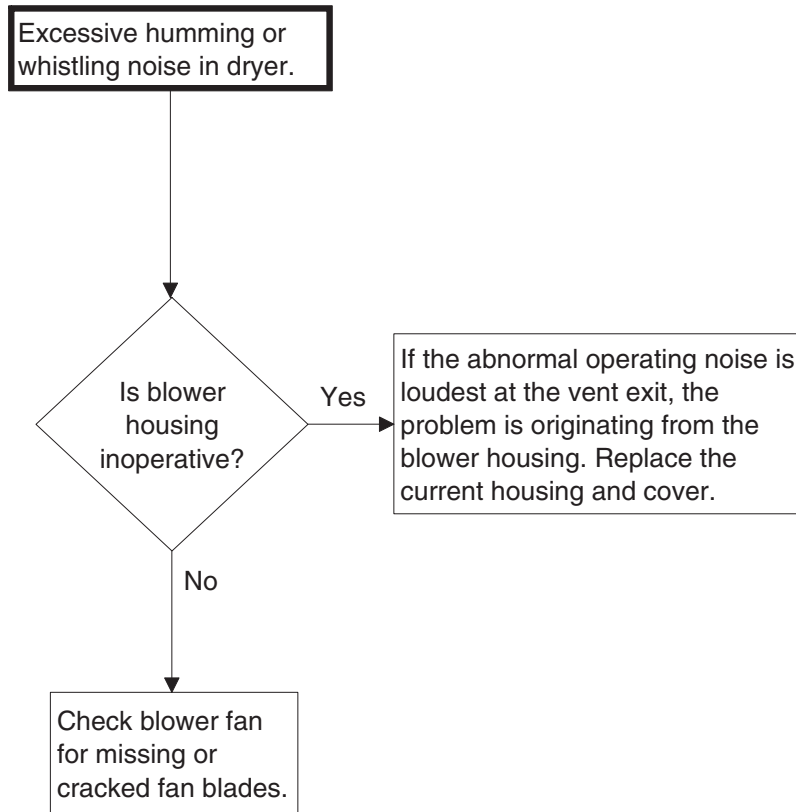 Excessive humming or
whistling noise in dryer.
Is blower
housing
inoperative?
Yes
If the abnormal operating noise is
loudest at the vent exit, the
problem is originating from the
blower housing. Replace the
current housing and cover.
No
Check blower fan
for missing or
cracked fan blades.